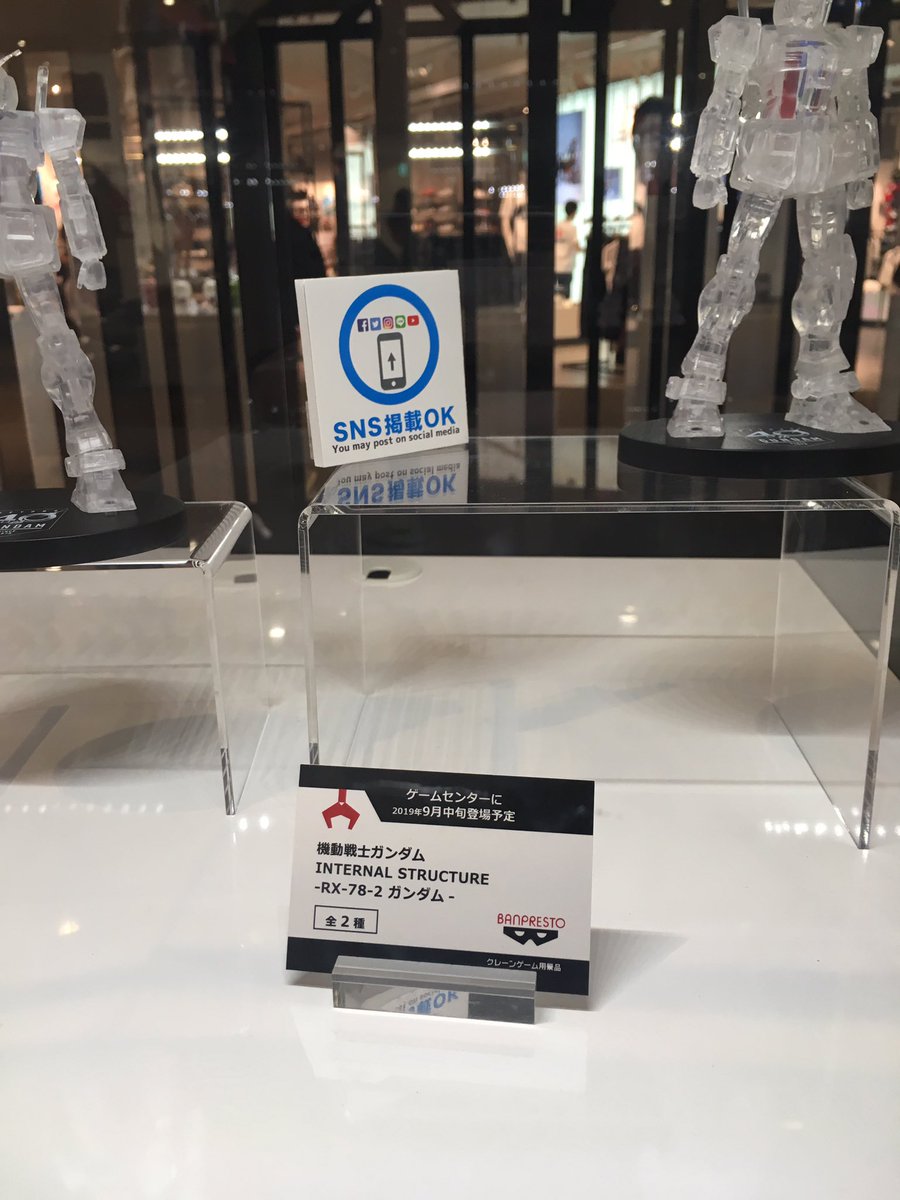 SNS掲載OK
You may post on social media
ゲームセンターに
2019年9月中旬登場予定
機動戦士ガンダム
INTERNAL STRUCTURE
-RX-78-2 ガンダム-
全2種
BANPRESTO
クレーンゲーム用景品